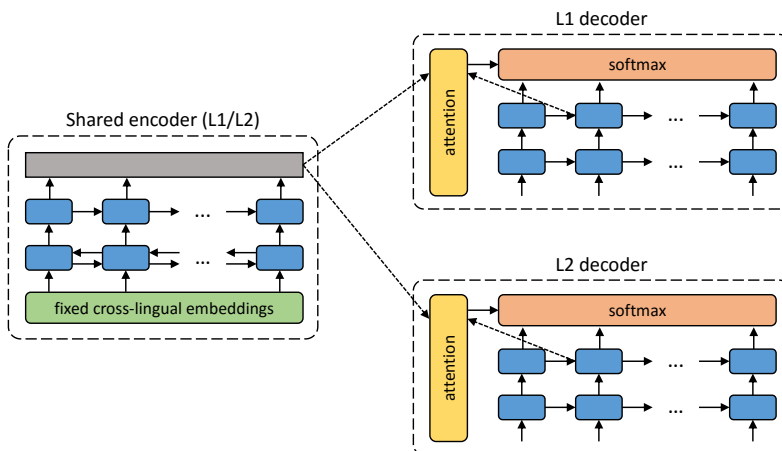 L1 decoder
softmax
attention
...
...
Shared encoder (L1/L2)
...
...
fixed cross-lingual embeddings
L2 decoder
softmax
attention
...
...